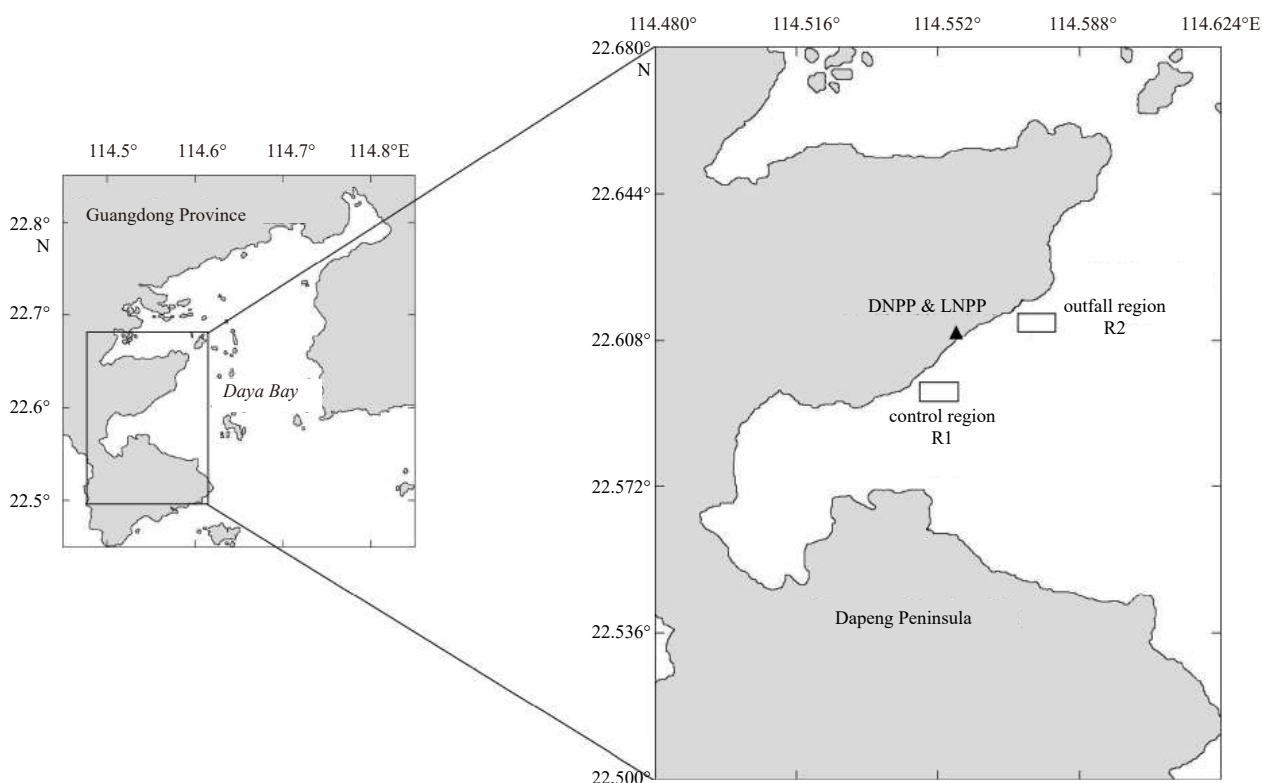 114.480° 114.516° 114.552° 114.588° 114.624°E
22.680°
N
22.644°
DNPP & LNPP
outfall region
R2
22.608°
control region
R1
22.572°
22.536°
Dapeng Peninsula
22.500°
114.5° 114.6° 114.7° 114.8°E
Guangdong Province
22.8°
N
22.7°
Daya Bay
22.6°
22.5°